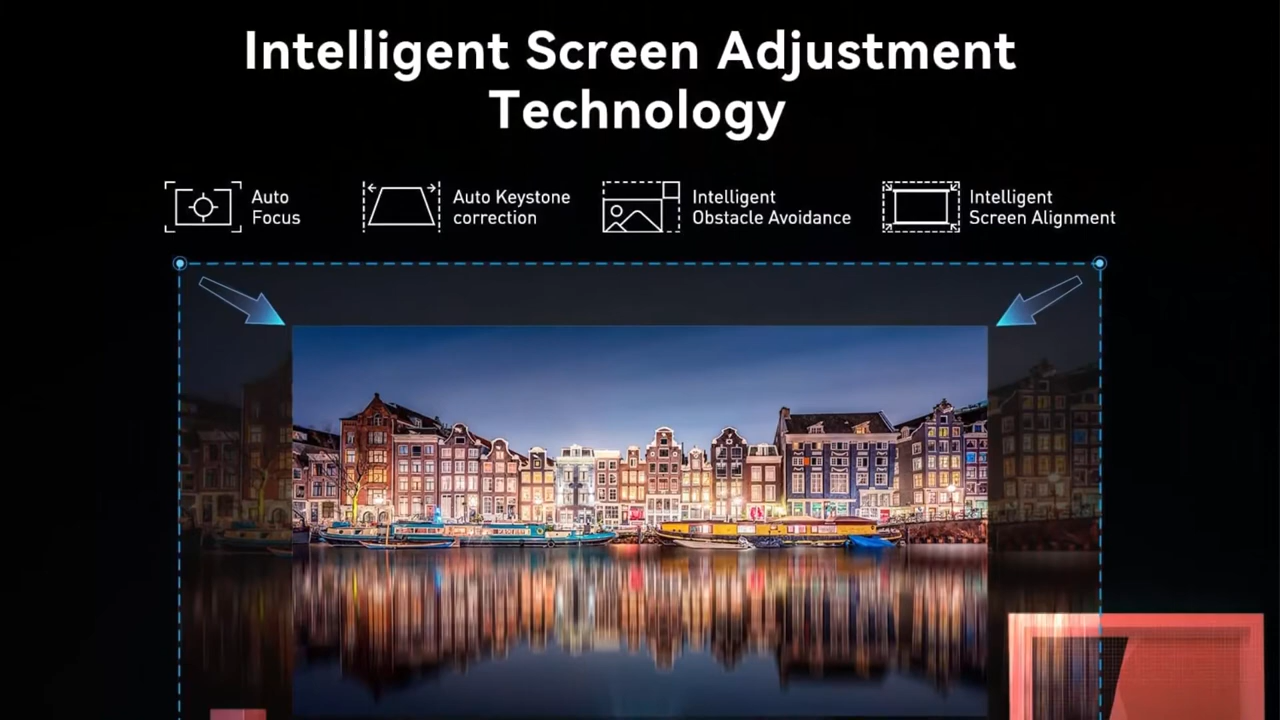 Intelligent Screen Adjustment
Technology
Auto
Focus
Auto Keystone
correction
Intelligent
Obstacle Avoidance
Intelligent
Screen Alignment